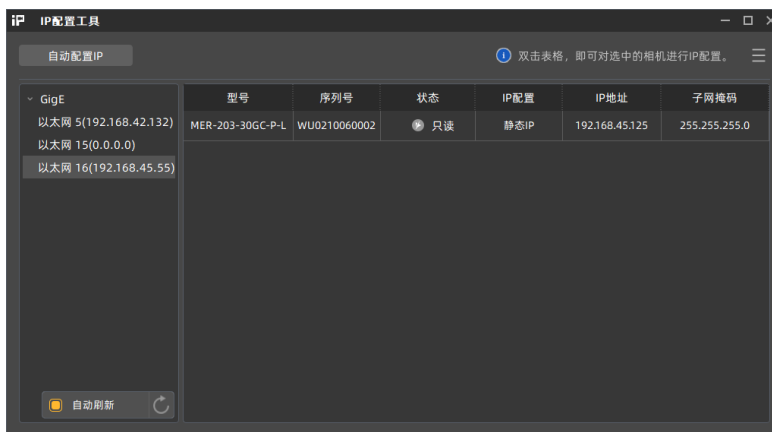 iP IP配置工具
自动配置IP
i 双击表格，即可对选中的相机进行IP配置。
GigE
以太网 5(192.168.42.132)
以太网 15(0.0.0.0)
以太网 16(192.168.45.55)
型号 序列号 状态 IP配置 IP地址 子网掩码
MER-203-30GC-P-L WU0210060002 只读 静态IP 192.168.45.125 255.255.255.0
自动刷新